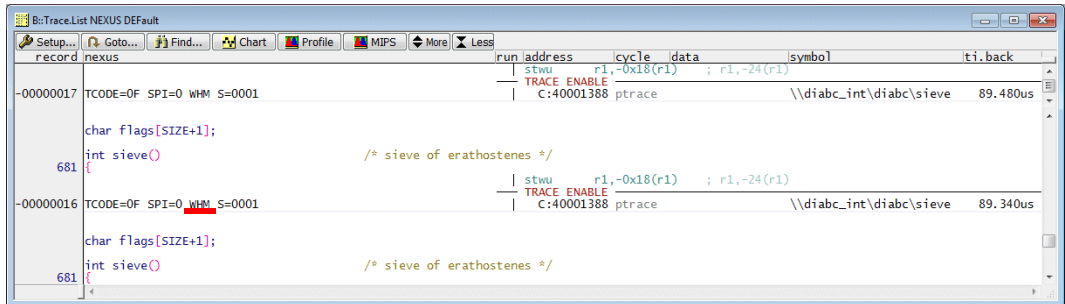 B::Trace.List NEXUS DEFault
Setup... Goto... Find... Chart Profile MIPS More Less
record nexus run address cycle data symbol ti.back
stwu r1,-0x18(r1) ; r1,-24(r1)
TRACE ENABLE
-00000017 TCODE=0F SPI=0 WHM S=0001 C:40001388 ptrace \\diabc_int\diabc\sieve 89.480us
char flags[SIZE+1];
int sieve() /* sieve of erathostenes */
681 {
stwu r1,-0x18(r1) ; r1,-24(r1)
TRACE ENABLE
-00000016 TCODE=0F SPI=0 WHM S=0001 C:40001388 ptrace \\diabc_int\diabc\sieve 89.340us
char flags[SIZE+1];
int sieve() /* sieve of erathostenes */
681 {